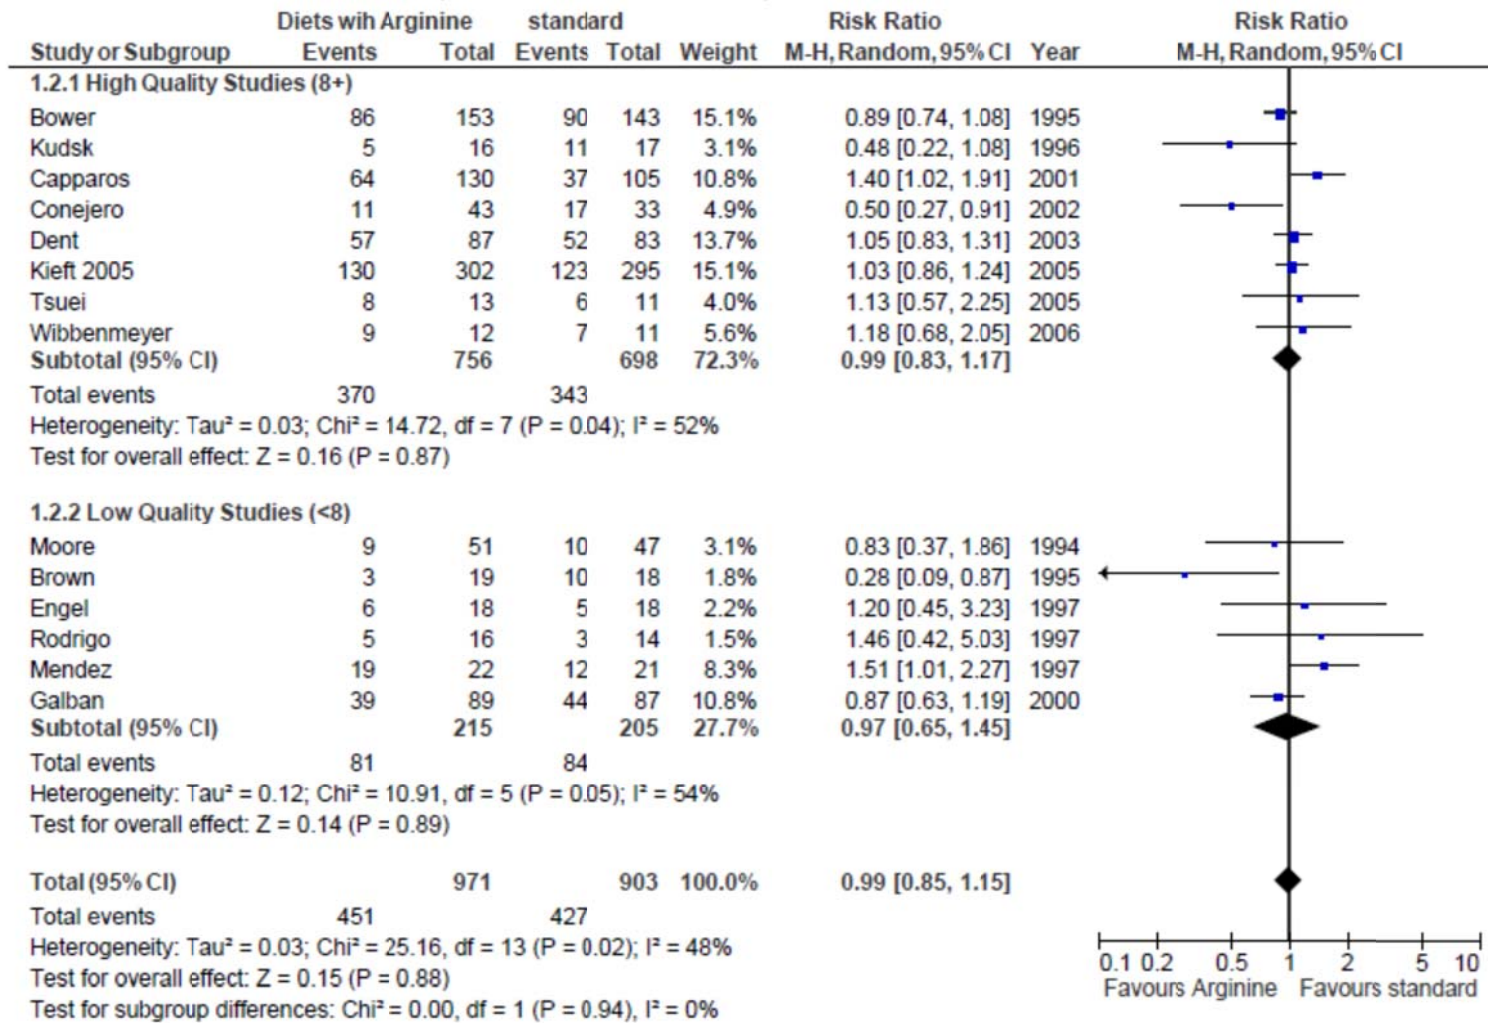 Diets wih Arginine standard Risk Ratio Risk Ratio
Study or Subgroup Events Total Events Total Weight M-H, Random, 95% CI Year M-H, Random, 95% CI
1.2.1 High Quality Studies (8+)
Bower 86 153 90 143 15.1% 0.89 [0.74, 1.08] 1995
Kudsk 5 16 11 17 3.1% 0.48 [0.22, 1.08] 1996
Capparos 64 130 37 105 10.8% 1.40 [1.02, 1.91] 2001
Conejero 11 43 17 33 4.9% 0.50 [0.27, 0.91] 2002
Dent 57 87 52 83 13.7% 1.05 [0.83, 1.31] 2003
Kieft 2005 130 302 123 295 15.1% 1.03 [0.86, 1.24] 2005
Tsuei 8 13 6 11 4.0% 1.13 [0.57, 2.25] 2005
Wibbenmeyer 9 12 7 11 5.6% 1.18 [0.68, 2.05] 2006
Subtotal (95% CI) 756 698 72.3% 0.99 [0.83, 1.17]
Total events 370 343
Heterogeneity: Tau² = 0.03; Chi² = 14.72, df = 7 (P = 0.04); I² = 52%
Test for overall effect: Z = 0.16 (P = 0.87)
1.2.2 Low Quality Studies (<8)
Moore 9 51 10 47 3.1% 0.83 [0.37, 1.86] 1994
Brown 3 19 10 18 1.8% 0.28 [0.09, 0.87] 1995
Engel 6 18 5 18 2.2% 1.20 [0.45, 3.23] 1997
Rodrigo 5 16 3 14 1.5% 1.46 [0.42, 5.03] 1997
Mendez 19 22 12 21 8.3% 1.51 [1.01, 2.27] 1997
Galban 39 89 44 87 10.8% 0.87 [0.63, 1.19] 2000
Subtotal (95% CI) 215 205 27.7% 0.97 [0.65, 1.45]
Total events 81 84
Heterogeneity: Tau² = 0.12; Chi² = 10.91, df = 5 (P = 0.05); I² = 54%
Test for overall effect: Z = 0.14 (P = 0.89)
Total (95% CI) 971 903 100.0% 0.99 [0.85, 1.15]
Total events 451 427
Heterogeneity: Tau² = 0.03; Chi² = 25.16, df = 13 (P = 0.02); I² = 48%
Test for overall effect: Z = 0.15 (P = 0.88)
Test for subgroup differences: Chi² = 0.00, df = 1 (P = 0.94), I² = 0%
0.1 0.2 0.5 1 2 5 10
Favours Arginine Favours standard